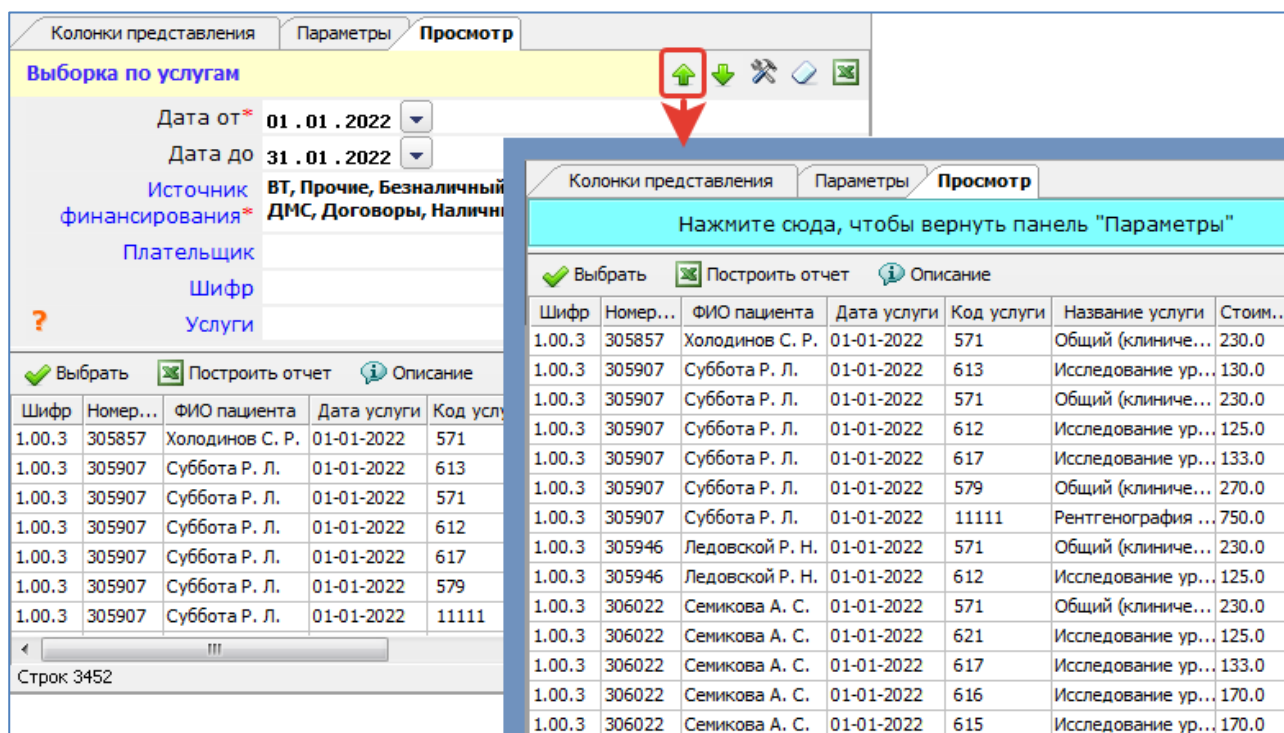 Колонки представления Параметры Просмотр
Выборка по услугам
Дата от* 01.01.2022
Дата до 31.01.2022
Источник финансирования* ВТ, Прочие, Безналичный
ДМС, Договоры, Наличн
Плательщик
Шифр
? Услуги
Выбрать Построить отчет Описание
Шифр Номер... ФИО пациента Дата услуги Код услу
1.00.3 305857 Холодинов С. Р. 01-01-2022 571
1.00.3 305907 Суббота Р. Л. 01-01-2022 613
1.00.3 305907 Суббота Р. Л. 01-01-2022 571
1.00.3 305907 Суббота Р. Л. 01-01-2022 612
1.00.3 305907 Суббота Р. Л. 01-01-2022 617
1.00.3 305907 Суббота Р. Л. 01-01-2022 579
1.00.3 305907 Суббота Р. Л. 01-01-2022 11111
Строк 3452
Колонки представления Параметры Просмотр
Нажмите сюда, чтобы вернуть панель "Параметры"
Выбрать Построить отчет Описание
Шифр Номер... ФИО пациента Дата услуги Код услуги Название услуги Стоим..
1.00.3 305857 Холодинов С. Р. 01-01-2022 571 Общий (клиниче... 230.0
1.00.3 305907 Суббота Р. Л. 01-01-2022 613 Исследование ур... 130.0
1.00.3 305907 Суббота Р. Л. 01-01-2022 571 Общий (клиниче... 230.0
1.00.3 305907 Суббота Р. Л. 01-01-2022 612 Исследование ур... 125.0
1.00.3 305907 Суббота Р. Л. 01-01-2022 617 Исследование ур... 133.0
1.00.3 305907 Суббота Р. Л. 01-01-2022 579 Общий (клиниче... 270.0
1.00.3 305907 Суббота Р. Л. 01-01-2022 11111 Рентгенография ... 750.0
1.00.3 305946 Ледовской Р. Н. 01-01-2022 571 Общий (клиниче... 230.0
1.00.3 305946 Ледовской Р. Н. 01-01-2022 612 Исследование ур... 125.0
1.00.3 306022 Семикова А. С. 01-01-2022 571 Общий (клиниче... 230.0
1.00.3 306022 Семикова А. С. 01-01-2022 621 Исследование ур... 125.0
1.00.3 306022 Семикова А. С. 01-01-2022 617 Исследование ур... 133.0
1.00.3 306022 Семикова А. С. 01-01-2022 616 Исследование ур... 170.0
1.00.3 306022 Семикова А. С. 01-01-2022 615 Исследование ур... 170.0